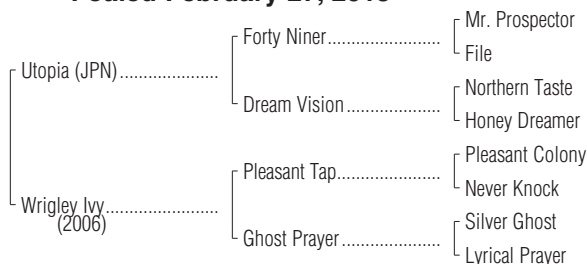 Foaled February 27, 2013
Mr. Prospector
Forty Niner
File
Utopia (JPN)
Northern Taste
Dream Vision
Honey Dreamer
Pleasant Colony
Pleasant Tap
Never Knock
Wrigley Ivy
(2006)
Silver Ghost
Ghost Prayer
Lyrical Prayer